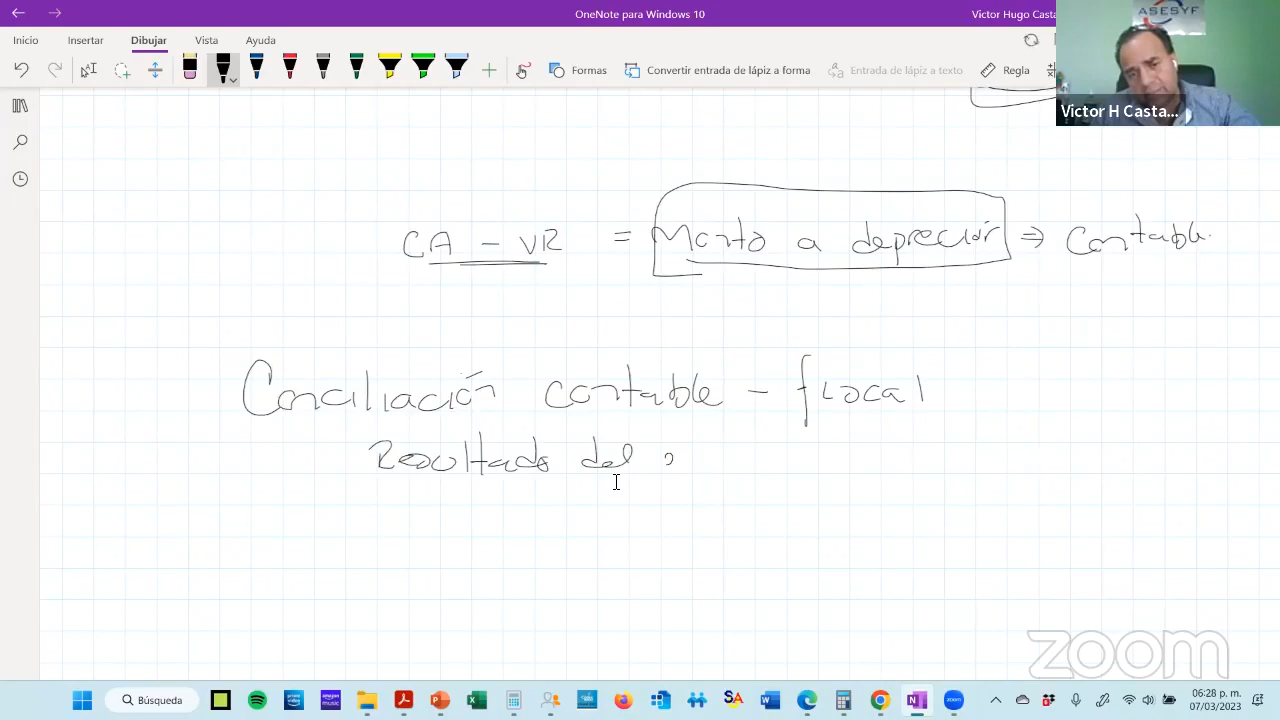 OneNote para Windows 10
Victor Hugo Casta
ASESYF
Inicio Insertar Dibujar Vista Ayuda
Formas Convertir entrada de lápiz a forma Entrada de lápiz a texto Regla
Victor H Casta...
CA - VR = Monto a depreciar => Contable.
Conciliación contable - fiscal
Resultado del
zoom
Búsqueda
06:28 p. m.
07/03/2023